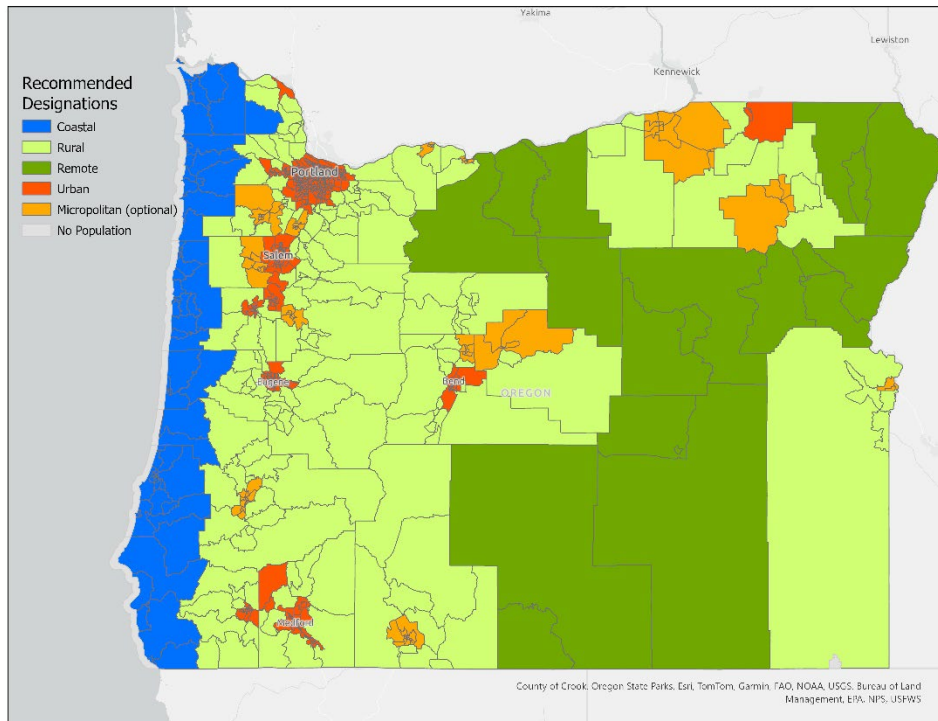 Yakima
Lewiston
Kennewick
Recommended
Designations
Coastal
Rural
Remote
Urban
Micropolitan (optional)
No Population
Portland
Salem
Eugene
Bend
OREGON
Medford
County of Crook, Oregon State Parks, Esri, TomTom, Garmin, FAO, NOAA, USGS, Bureau of Land
Management, EPA, NPS, USFWS